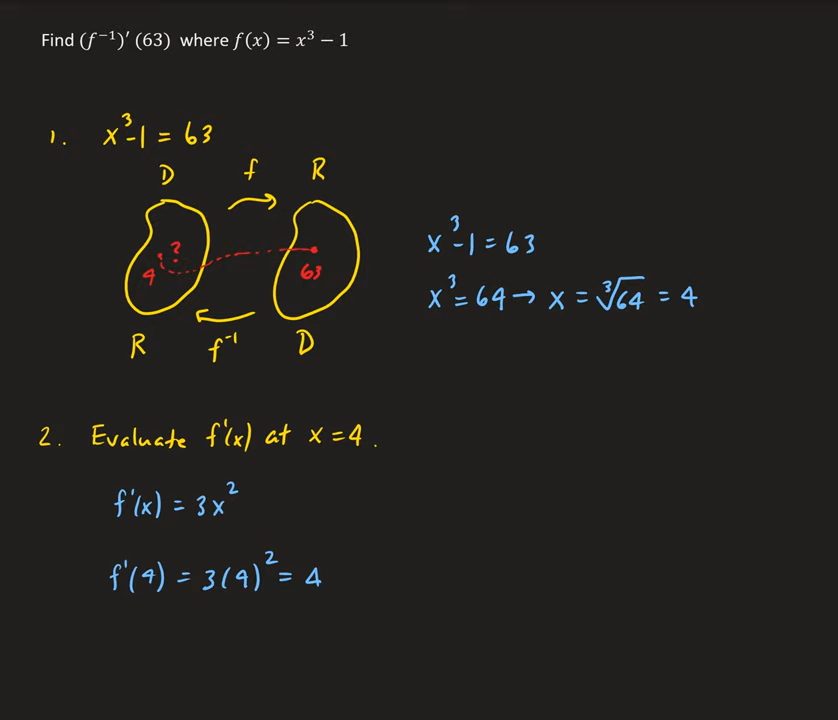 Find (f⁻¹)′ (63) where f(x) = x³ − 1
1. x³-1 = 63
D f R
?
4 63
R f⁻¹ D
x³-1 = 63
x³ = 64 → x = ∛64 = 4
2. Evaluate f'(x) at x = 4.
f'(x) = 3x²
f'(4) = 3(4)² = 4